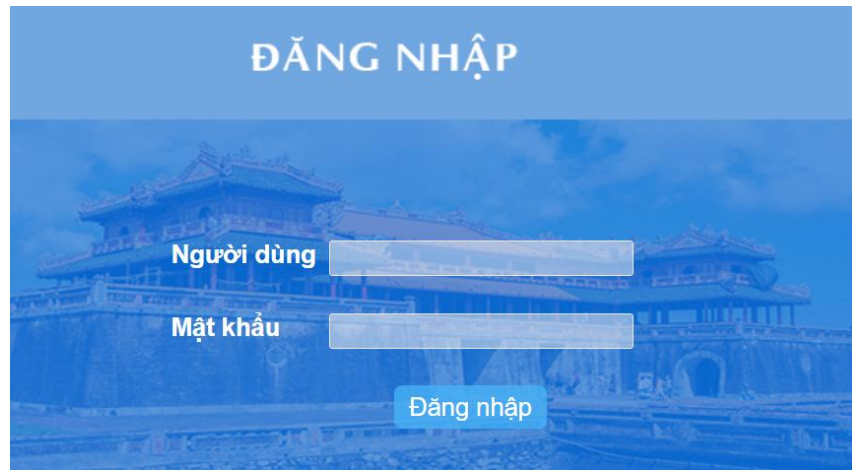 ĐĂNG NHẬP
Người dùng
Mật khẩu
Đăng nhập